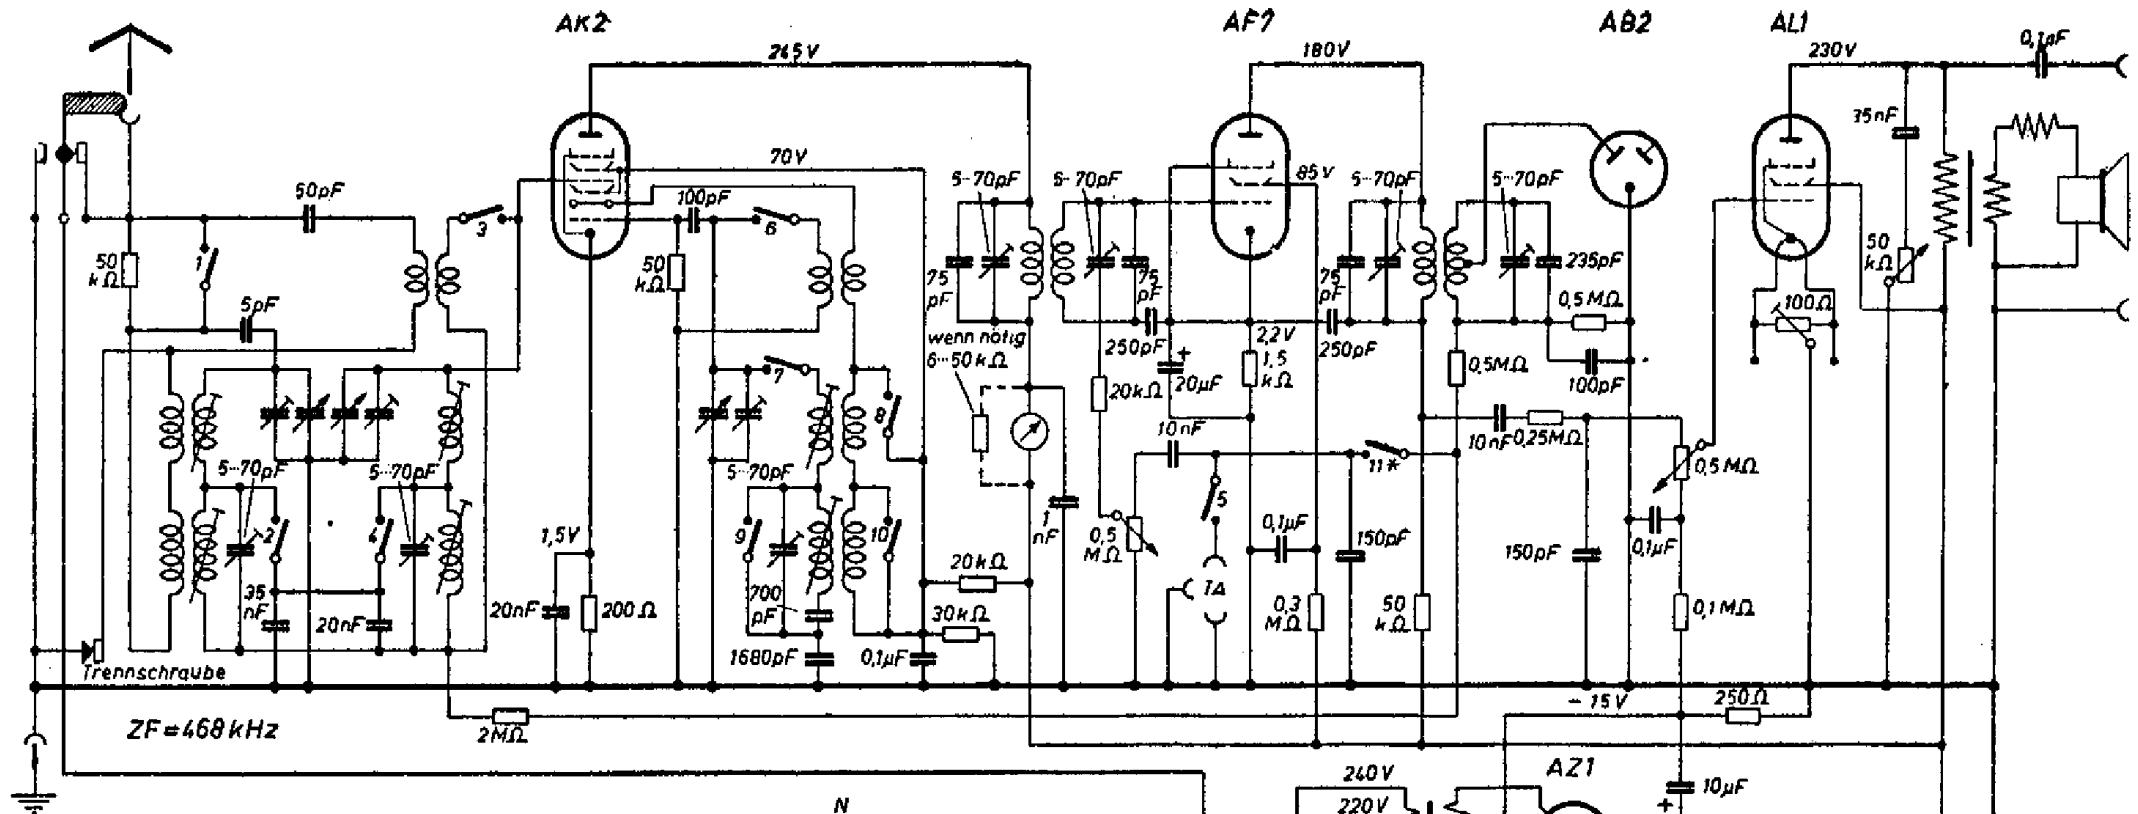 AK2
AF7
AB2
AL1
245V
180V
230V
0,1µF
35nF
70V
85V
50pF
100pF
5-70pF
5-70pF
5-70pF
5-70pF
3
6
1
50
kΩ
50
kΩ
75
pF
75
pF
75
pF
235pF
50
kΩ
5pF
0,5MΩ
100Ω
wenn nötig
6-50kΩ
250pF
2,2V
250pF
1,5
kΩ
+
20µF
20kΩ
0,5MΩ
100pF
7
8
10nF
11*
10nF
0,25MΩ
0,5MΩ
5-70pF
5-70pF
5-70pF
2
4
9
10
1
nF
0,5
MΩ
5
0,1µF
150pF
150pF
0,1µF
1,5V
35
nF
20nF
20nF
200Ω
700
pF
20kΩ
30kΩ
TA
0,3
MΩ
50
kΩ
0,1MΩ
1680pF
0,1µF
Trennschraube
- 15V
250Ω
ZF=468kHz
2MΩ
240V
220V
AZ1
10µF
+
N